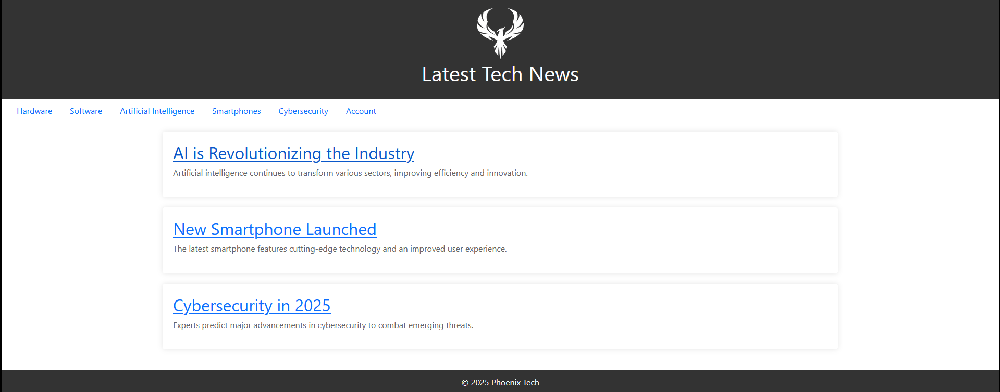 Latest Tech News
Hardware Software Artificial Intelligence Smartphones Cybersecurity Account
AI is Revolutionizing the Industry
Artificial intelligence continues to transform various sectors, improving efficiency and innovation.
New Smartphone Launched
The latest smartphone features cutting-edge technology and an improved user experience.
Cybersecurity in 2025
Experts predict major advancements in cybersecurity to combat emerging threats.
© 2025 Phoenix Tech